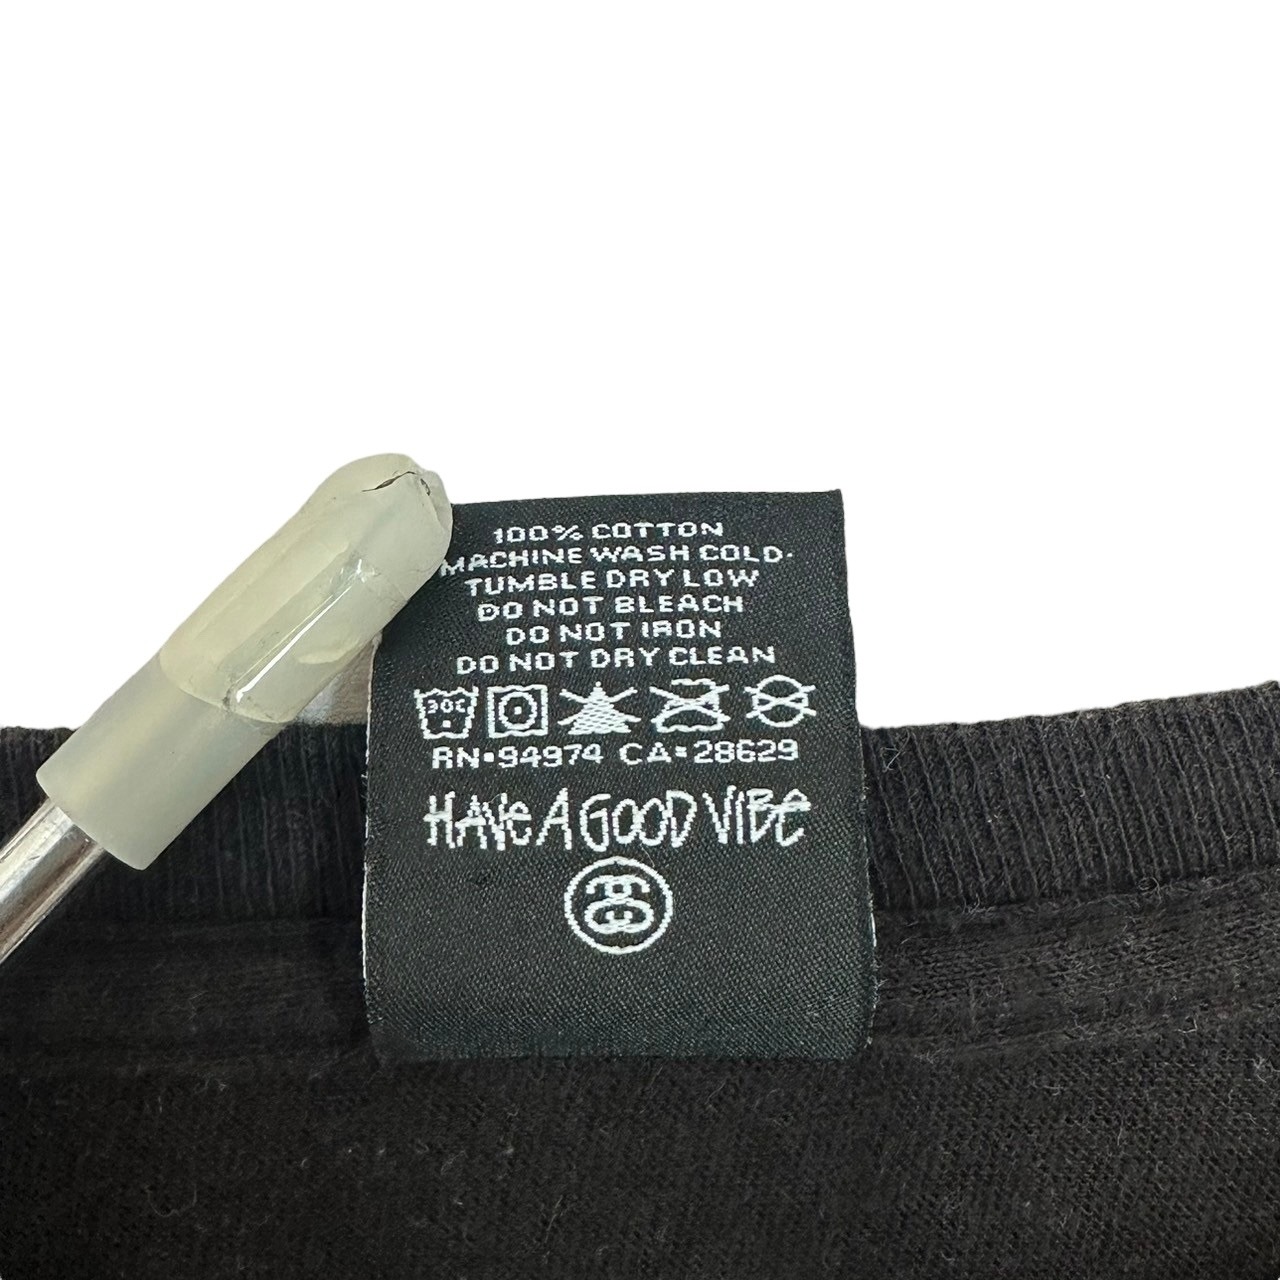 100% COTTON
MACHINE WASH COLD·
TUMBLE DRY LOW
DO NOT BLEACH
DO NOT IRON
DO NOT DRY CLEAN
30C
RN·94974 CA=28629
HAVE A GOOD VIBE